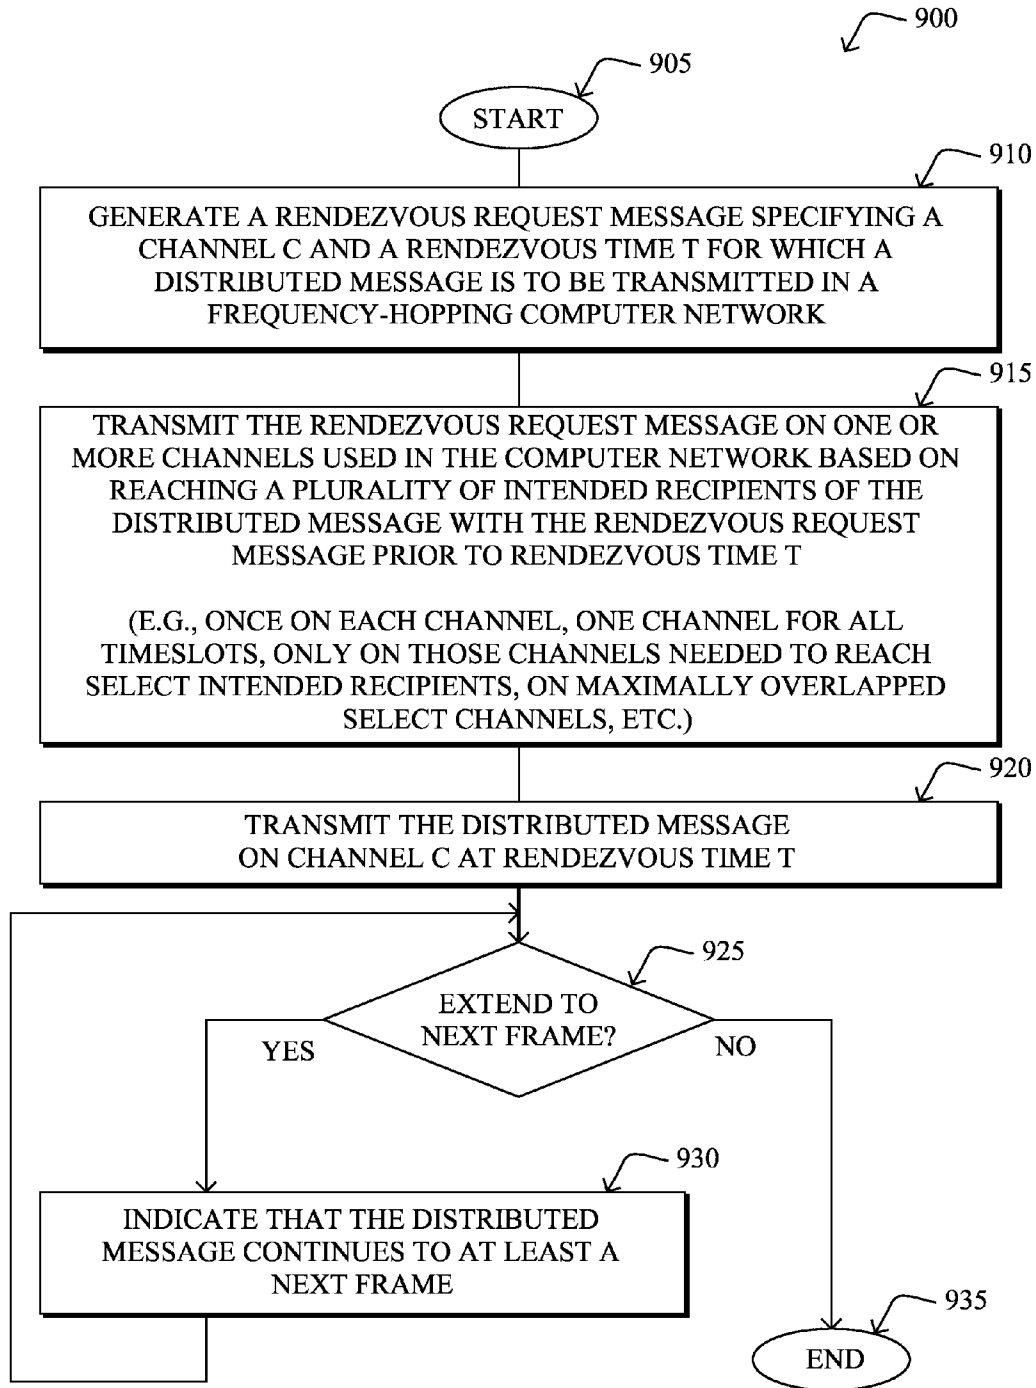 900
905
START
910
GENERATE A RENDEZVOUS REQUEST MESSAGE SPECIFYING A
CHANNEL C AND A RENDEZVOUS TIME T FOR WHICH A
DISTRIBUTED MESSAGE IS TO BE TRANSMITTED IN A
FREQUENCY-HOPPING COMPUTER NETWORK
915
TRANSMIT THE RENDEZVOUS REQUEST MESSAGE ON ONE OR
MORE CHANNELS USED IN THE COMPUTER NETWORK BASED ON
REACHING A PLURALITY OF INTENDED RECIPIENTS OF THE
DISTRIBUTED MESSAGE WITH THE RENDEZVOUS REQUEST
MESSAGE PRIOR TO RENDEZVOUS TIME T
(E.G., ONCE ON EACH CHANNEL, ONE CHANNEL FOR ALL
TIMESLOTS, ONLY ON THOSE CHANNELS NEEDED TO REACH
SELECT INTENDED RECIPIENTS, ON MAXIMALLY OVERLAPPED
SELECT CHANNELS, ETC.)
920
TRANSMIT THE DISTRIBUTED MESSAGE
ON CHANNEL C AT RENDEZVOUS TIME T
925
EXTEND TO
NEXT FRAME?
YES
NO
930
INDICATE THAT THE DISTRIBUTED
MESSAGE CONTINUES TO AT LEAST A
NEXT FRAME
935
END